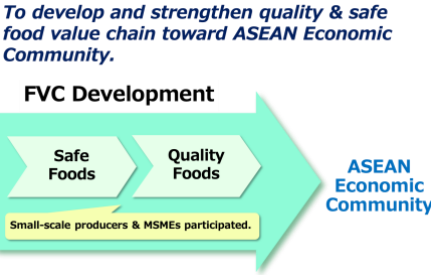 To develop and strengthen quality & safe
food value chain toward ASEAN Economic
Community.
FVC Development
Safe
Foods
Quality
Foods
Small-scale producers & MSMEs participated.
ASEAN
Economic
Community